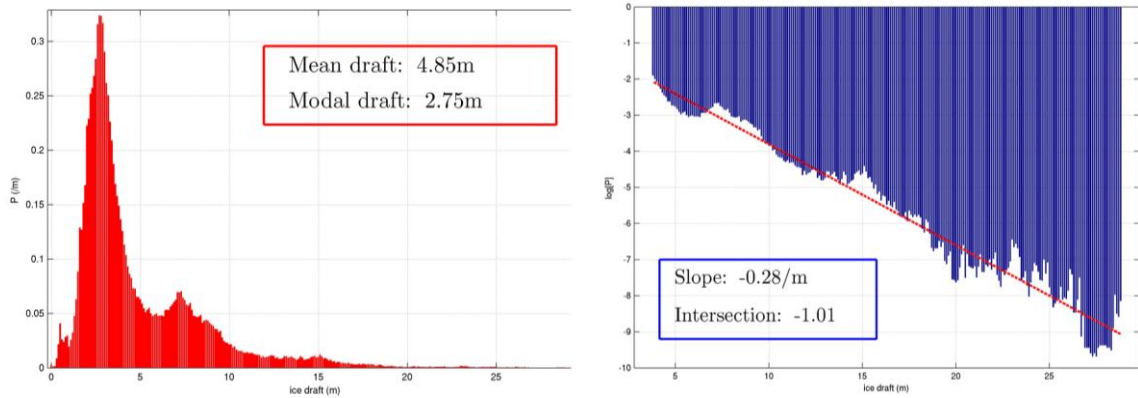 0.3
0.25
0.2
0.15
0.1
0.05
0
P (/m)
Mean draft: 4.85m
Modal draft: 2.75m
0 5 10 15 20 25
ice draft (m)
0
-1
-2
-3
-4
-5
-6
-7
-8
-9
-10
log[P]
Slope: -0.28/m
Intersection: -1.01
5 10 15 20 25
ice draft (m)